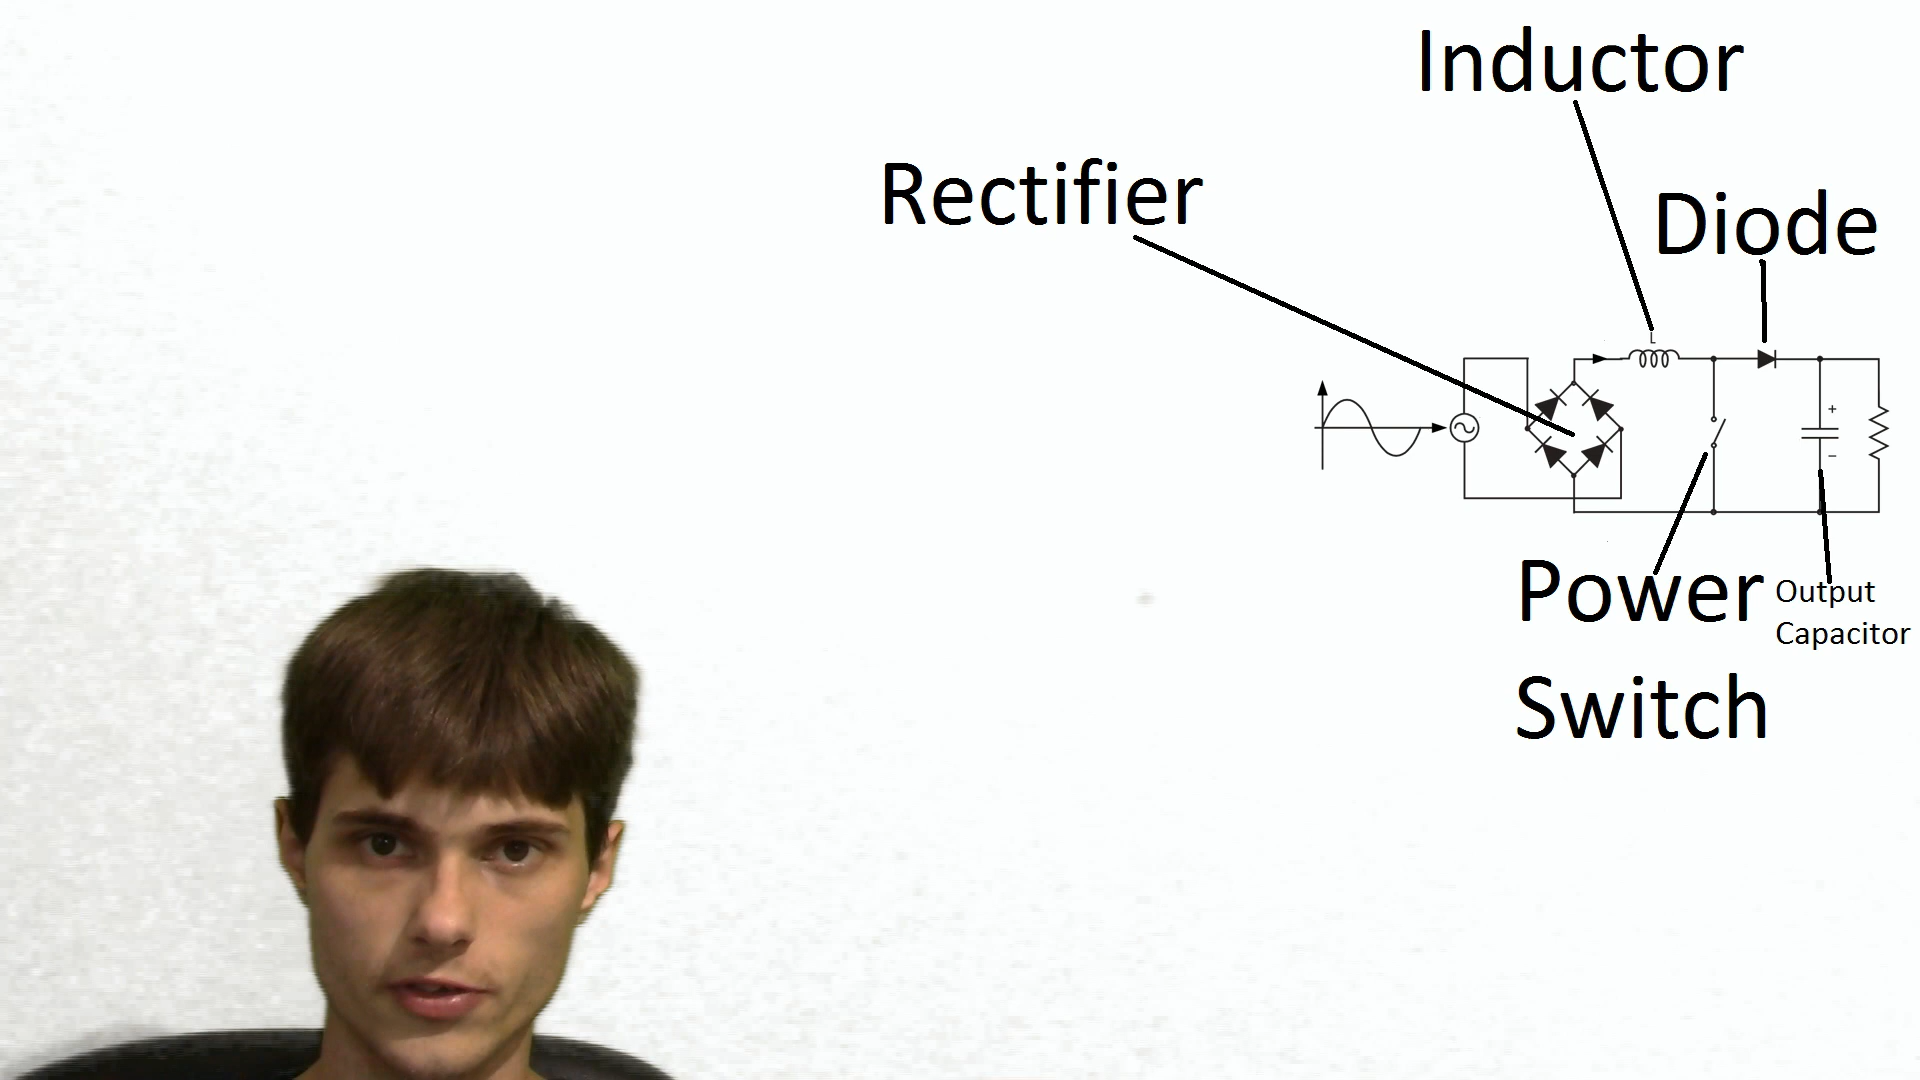 Inductor
Rectifier
Diode
L
+
−
Power
Switch
Output
Capacitor